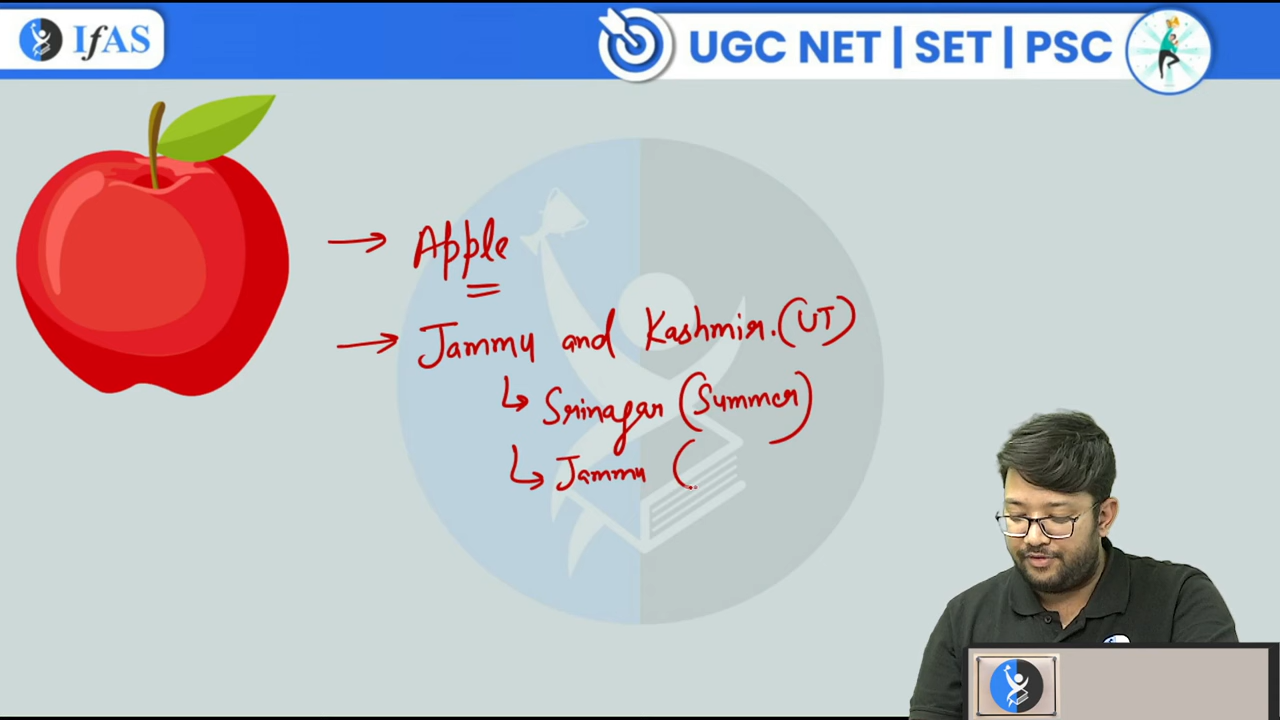 IfAS UGC NET | SET | PSC
→ Apple
→ Jammu and Kashmir. (UT)
↳ Srinagar (Summer)
↳ Jammu (